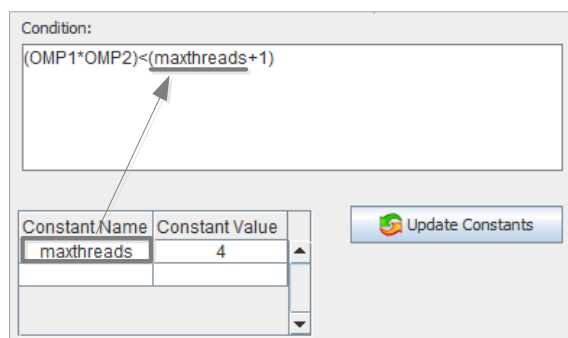 Condition:
(OMP1*OMP2)<(maxthreads+1)
Constant Name Constant Value
Update Constants
maxthreads 4